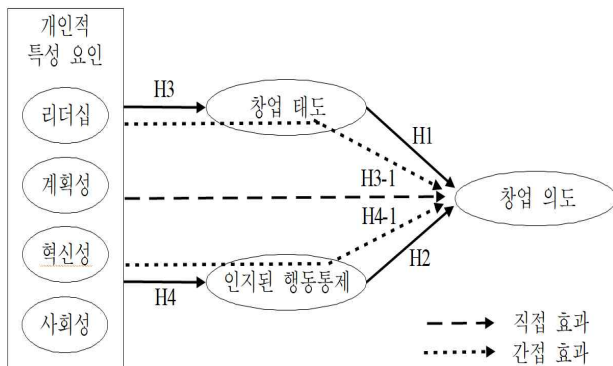 개인적
특성 요인
리더십
계획성
혁신성
사회성
H3
창업 태도
H1
H3-1
H4-1
창업 의도
H2
H4
인지된 행동통제
직접 효과
간접 효과